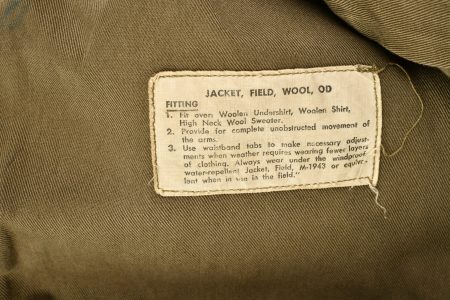 JACKET, FIELD, WOOL, OD
FITTING
1. Fit over: Woolen Undershirt, Woolen Shirt,
High Neck Wool Sweater.
2. Provide for complete unobstructed movement of
the arms.
3. Use waistband tabs to make necessary adjust-
ments when weather requires wearing fewer layers
of clothing. Always wear under the windproof,
water-repellent Jacket, Field, M-1943 or equiva-
lent when in use in the field."